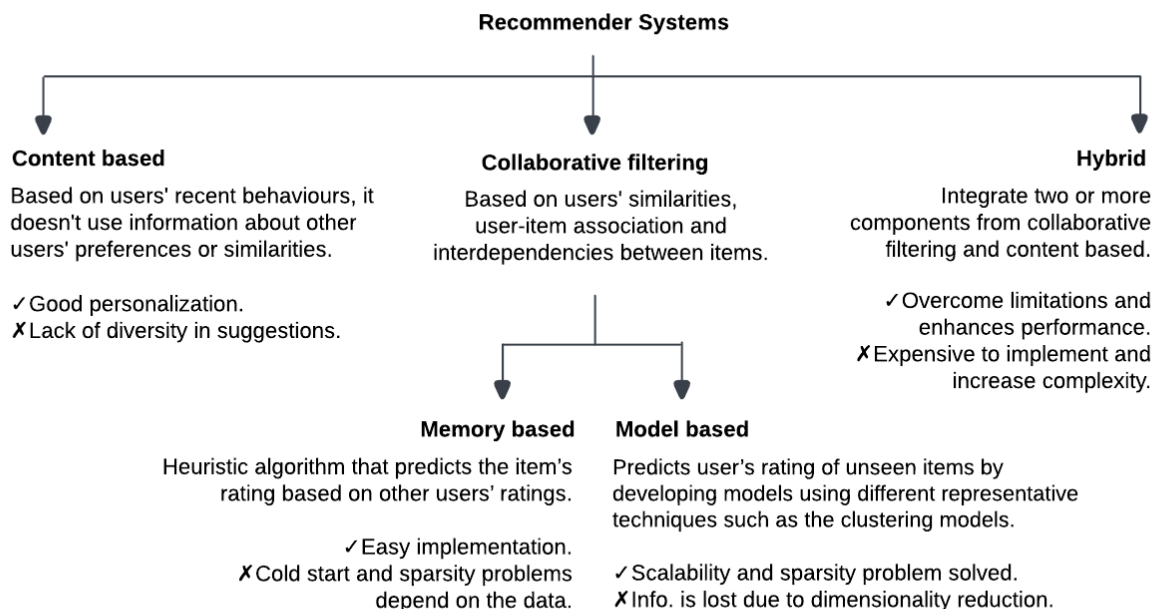 Recommender Systems
Content based
Based on users' recent behaviours, it
doesn't use information about other
users' preferences or similarities.
✓Good personalization.
✗Lack of diversity in suggestions.
Collaborative filtering
Based on users' similarities,
user-item association and
interdependencies between items.
Hybrid
Integrate two or more
components from collaborative
filtering and content based.
✓Overcome limitations and
enhances performance.
✗Expensive to implement and
increase complexity.
Memory based
Heuristic algorithm that predicts the item’s
rating based on other users’ ratings.
✓Easy implementation.
✗Cold start and sparsity problems
depend on the data.
Model based
Predicts user’s rating of unseen items by
developing models using different representative
techniques such as the clustering models.
✓Scalability and sparsity problem solved.
✗Info. is lost due to dimensionality reduction.